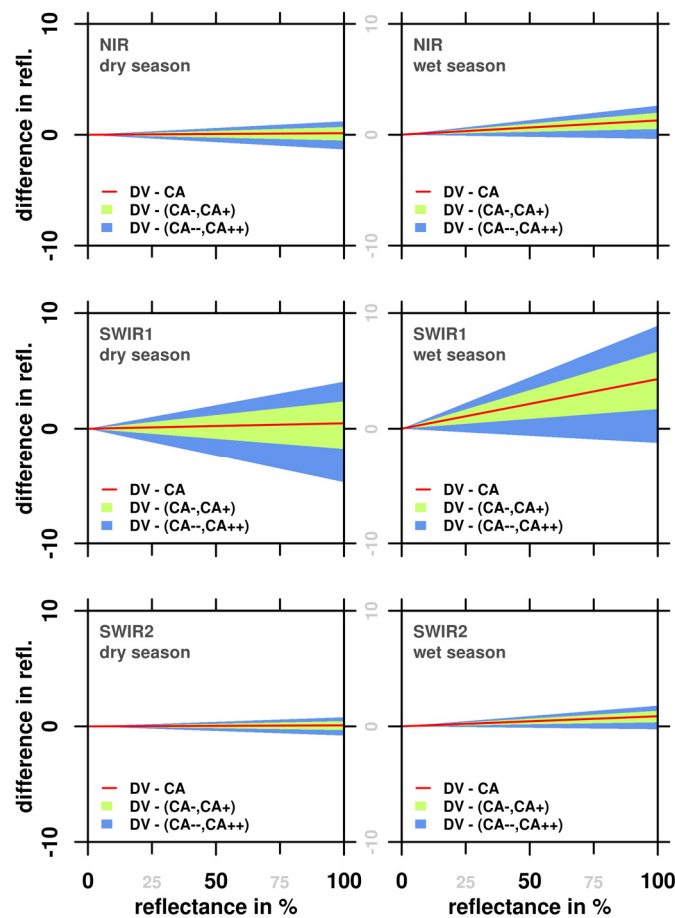 10
NIR
dry season
difference in refl.
0
DV - CA
DV - (CA-,CA+)
DV - (CA--,CA++)
-10
10
NIR
wet season
0
DV - CA
DV - (CA-,CA+)
DV - (CA--,CA++)
-10
10
SWIR1
dry season
difference in refl.
0
DV - CA
DV - (CA-,CA+)
DV - (CA--,CA++)
-10
10
SWIR1
wet season
0
DV - CA
DV - (CA-,CA+)
DV - (CA--,CA++)
-10
10
SWIR2
dry season
difference in refl.
0
DV - CA
DV - (CA-,CA+)
DV - (CA--,CA++)
-10
0 25 50 75 100
reflectance in %
10
SWIR2
wet season
0
DV - CA
DV - (CA-,CA+)
DV - (CA--,CA++)
-10
0 25 50 75 100
reflectance in %